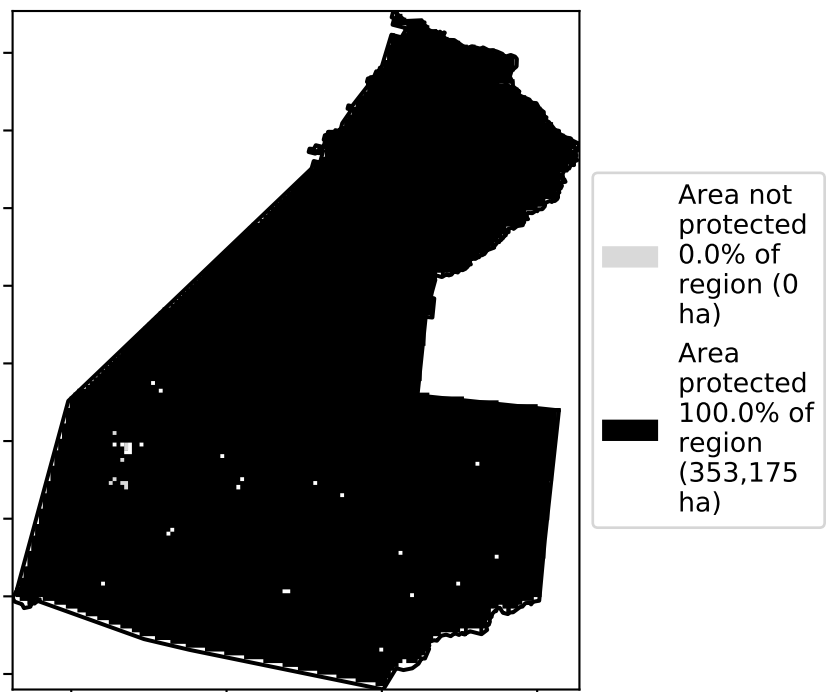 Area not
protected
0.0% of
region (0
ha)
Area
protected
100.0% of
region
(353,175
ha)